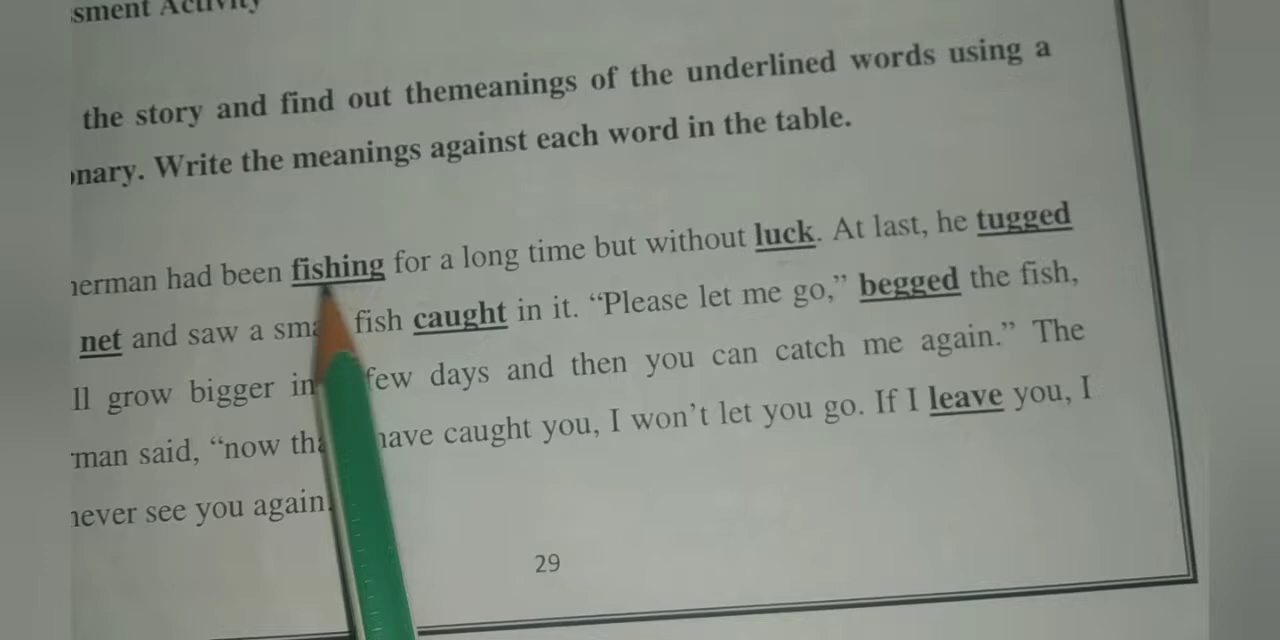 sment Activity
the story and find out themeanings of the underlined words using a
onary. Write the meanings against each word in the table.
herman had been fishing for a long time but without luck. At last, he tugged
net and saw a fish caught in it. “Please let me go,” begged the fish,
ll grow bigger in few days and then you can catch me again.” The
man said, “now have caught you, I won’t let you go. If I leave you, I
never see you again
29